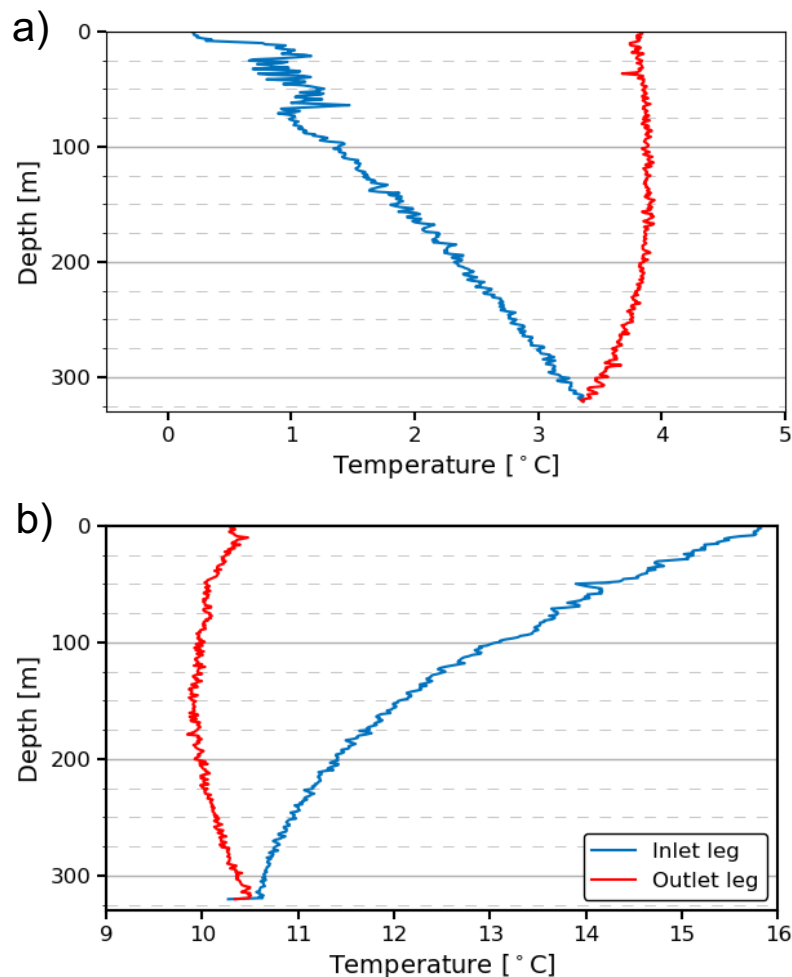 a)
0
100
200
300
Depth [m]
0 1 2 3 4 5
Temperature [°C]
b)
0
100
200
300
Depth [m]
Inlet leg
Outlet leg
9 10 11 12 13 14 15 16
Temperature [°C]